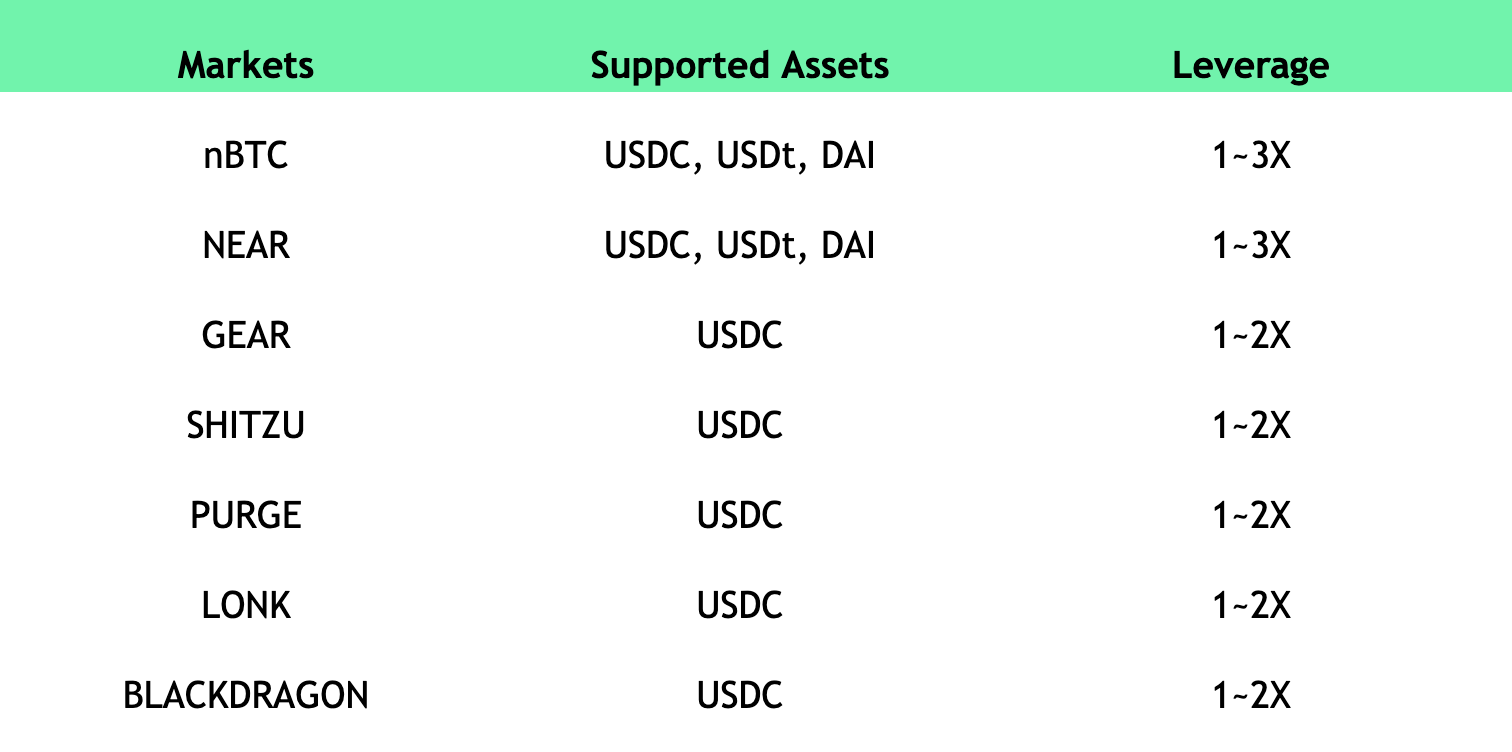 Markets Supported Assets Leverage
nBTC USDC, USDt, DAI 1~3X
NEAR USDC, USDt, DAI 1~3X
GEAR USDC 1~2X
SHITZU USDC 1~2X
PURGE USDC 1~2X
LONK USDC 1~2X
BLACKDRAGON USDC 1~2X